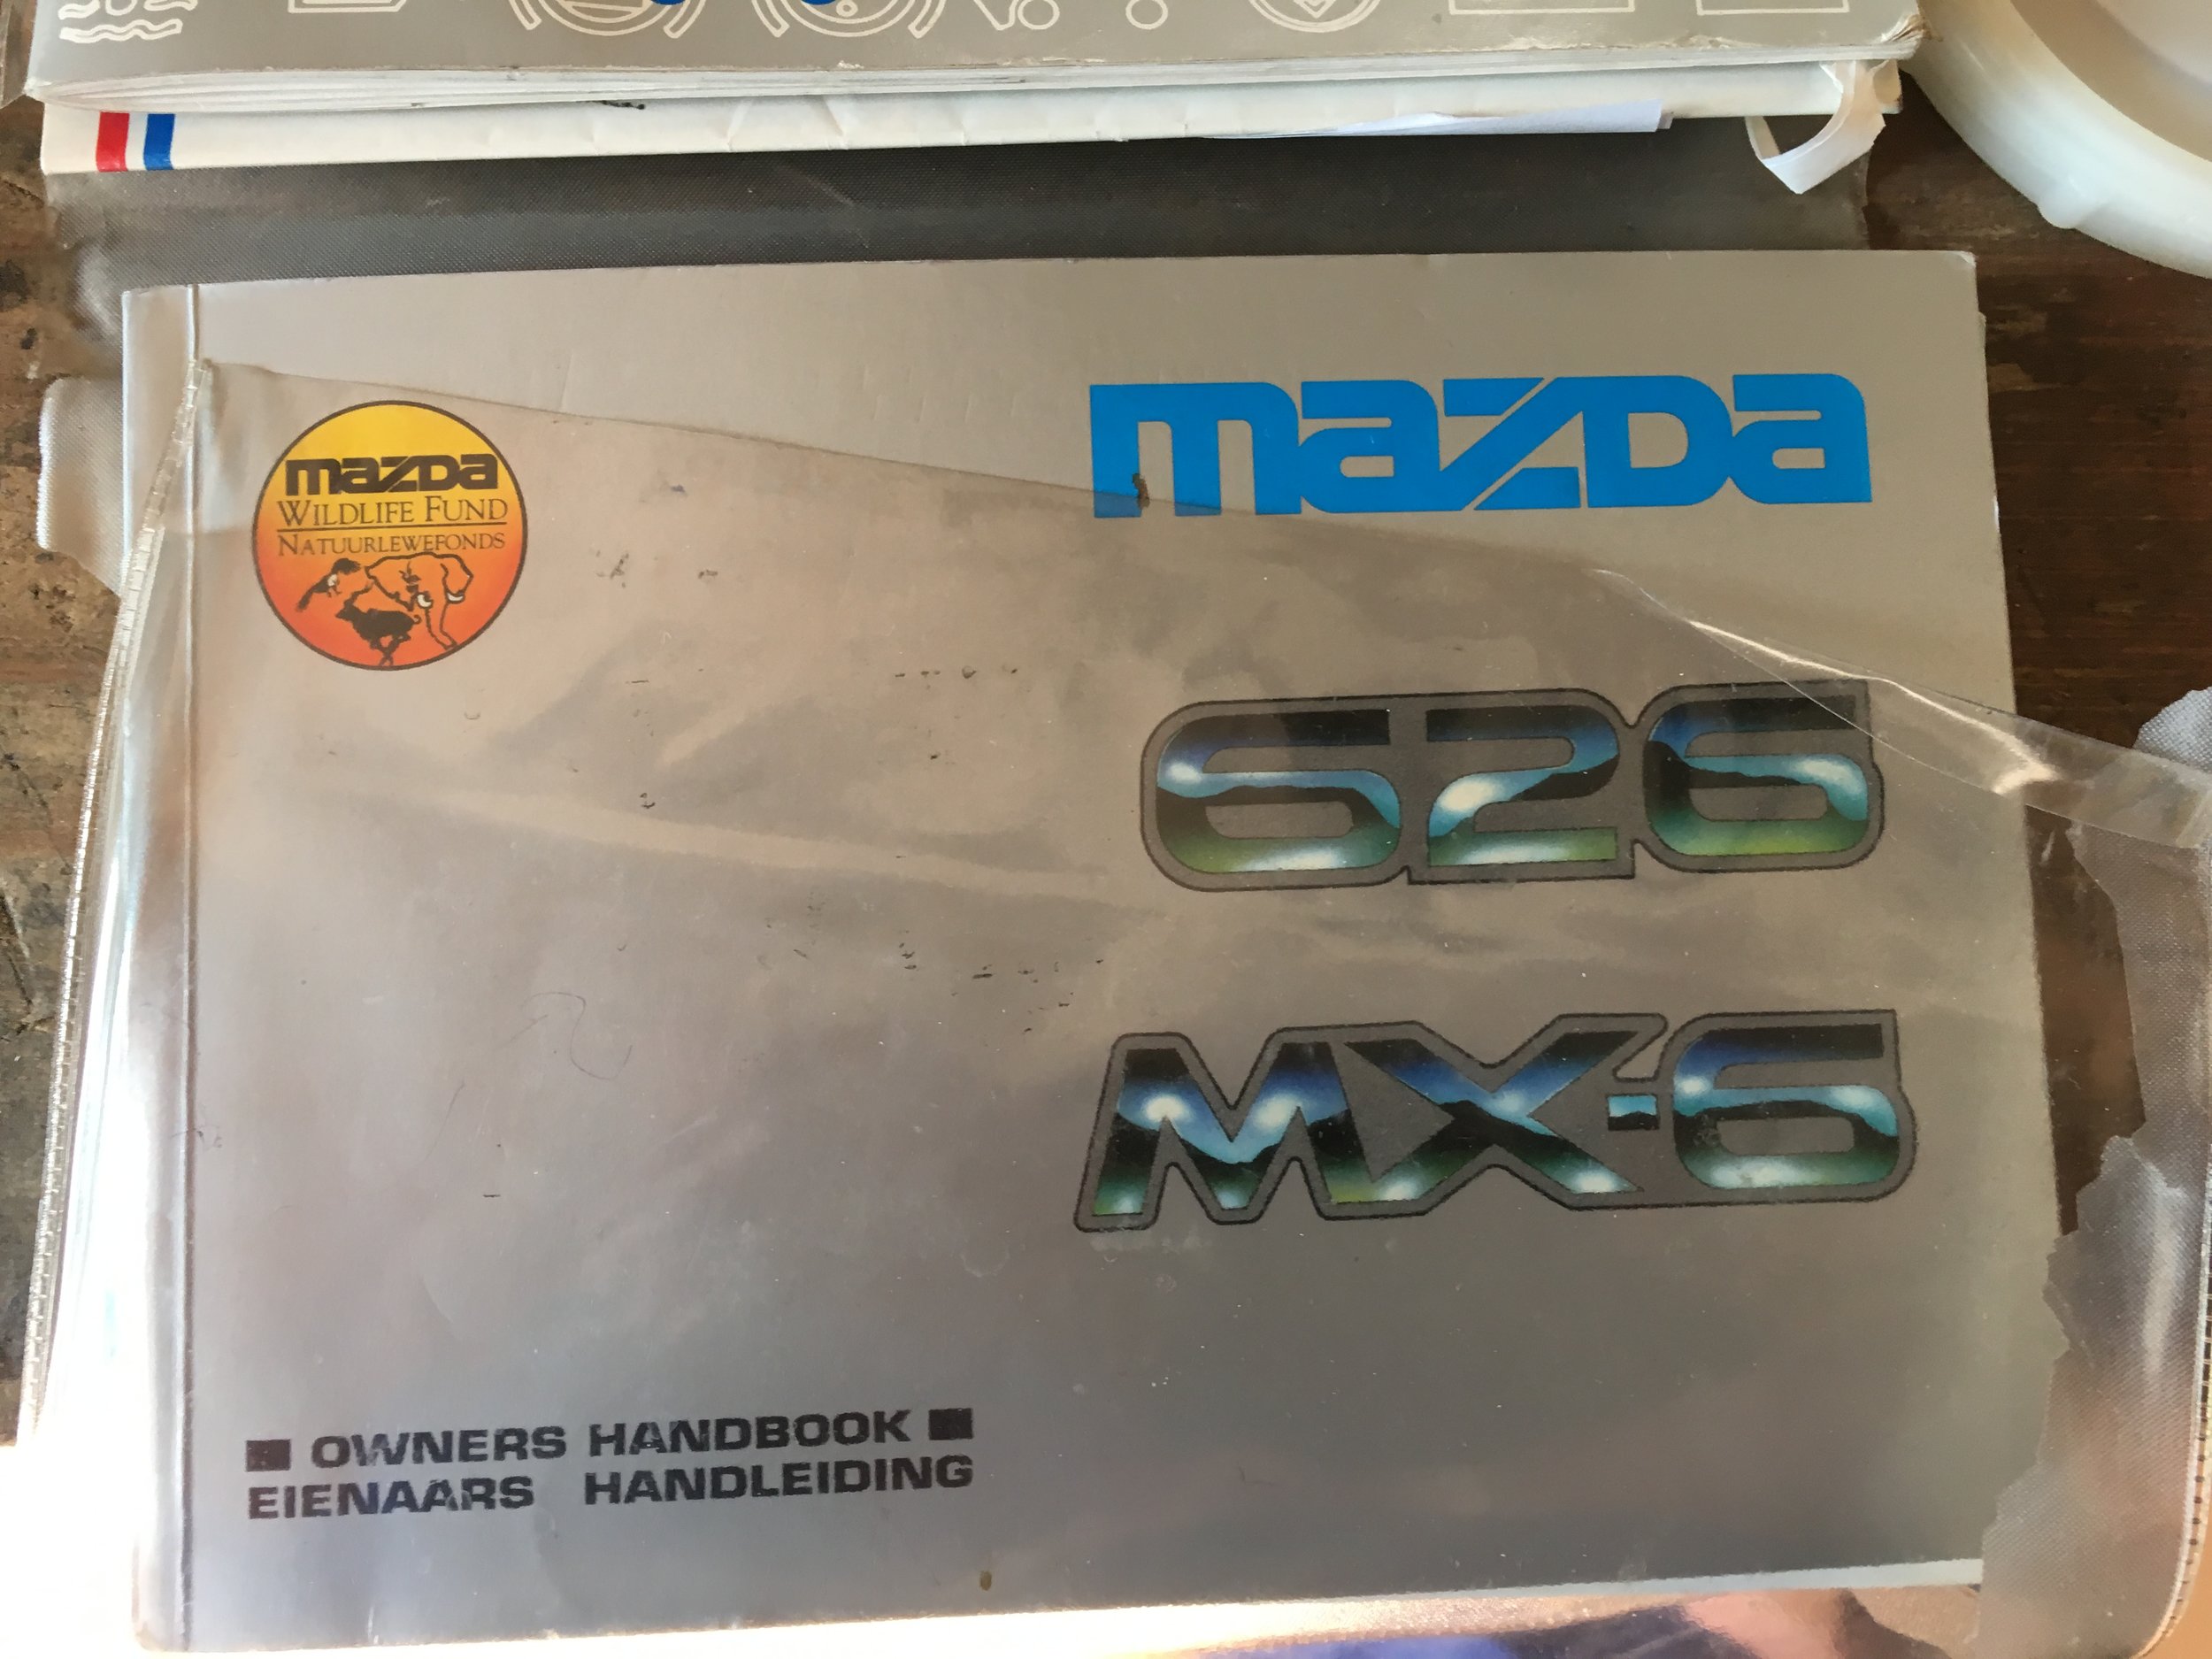 mazDa
WILDLIFE FUND
NATUURLEWEFONDS
mazDa
626
MX-6
OWNERS HANDBOOK
EIENAARS HANDLEIDING